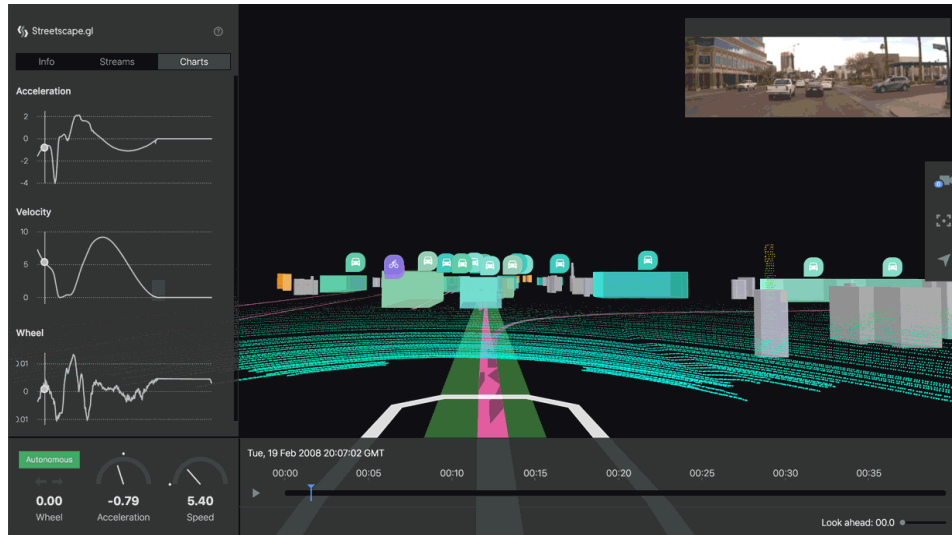 Streetscape.gl
Info Streams Charts
Acceleration
2
0
-2
-4
Velocity
10
5
0
Wheel
0.01
0
0.01
Autonomous
0.00 -0.79 5.40
Wheel Acceleration Speed
Tue, 19 Feb 2008 20:07:02 GMT
00:00 00:05 00:10 00:15 00:20 00:25 00:30 00:35
Look ahead: 00.0